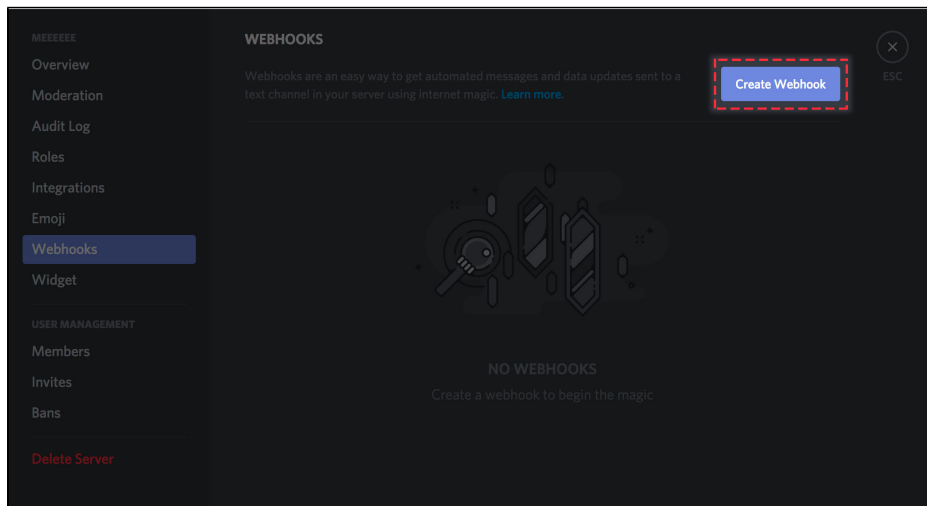 MEEEEEE
Overview
Moderation
Audit Log
Roles
Integrations
Emoji
Webhooks
Widget
USER MANAGEMENT
Members
Invites
Bans
Delete Server
WEBHOOKS
Webhooks are an easy way to get automated messages and data updates sent to a
text channel in your server using internet magic. Learn more.
Create Webhook
ESC
NO WEBHOOKS
Create a webhook to begin the magic